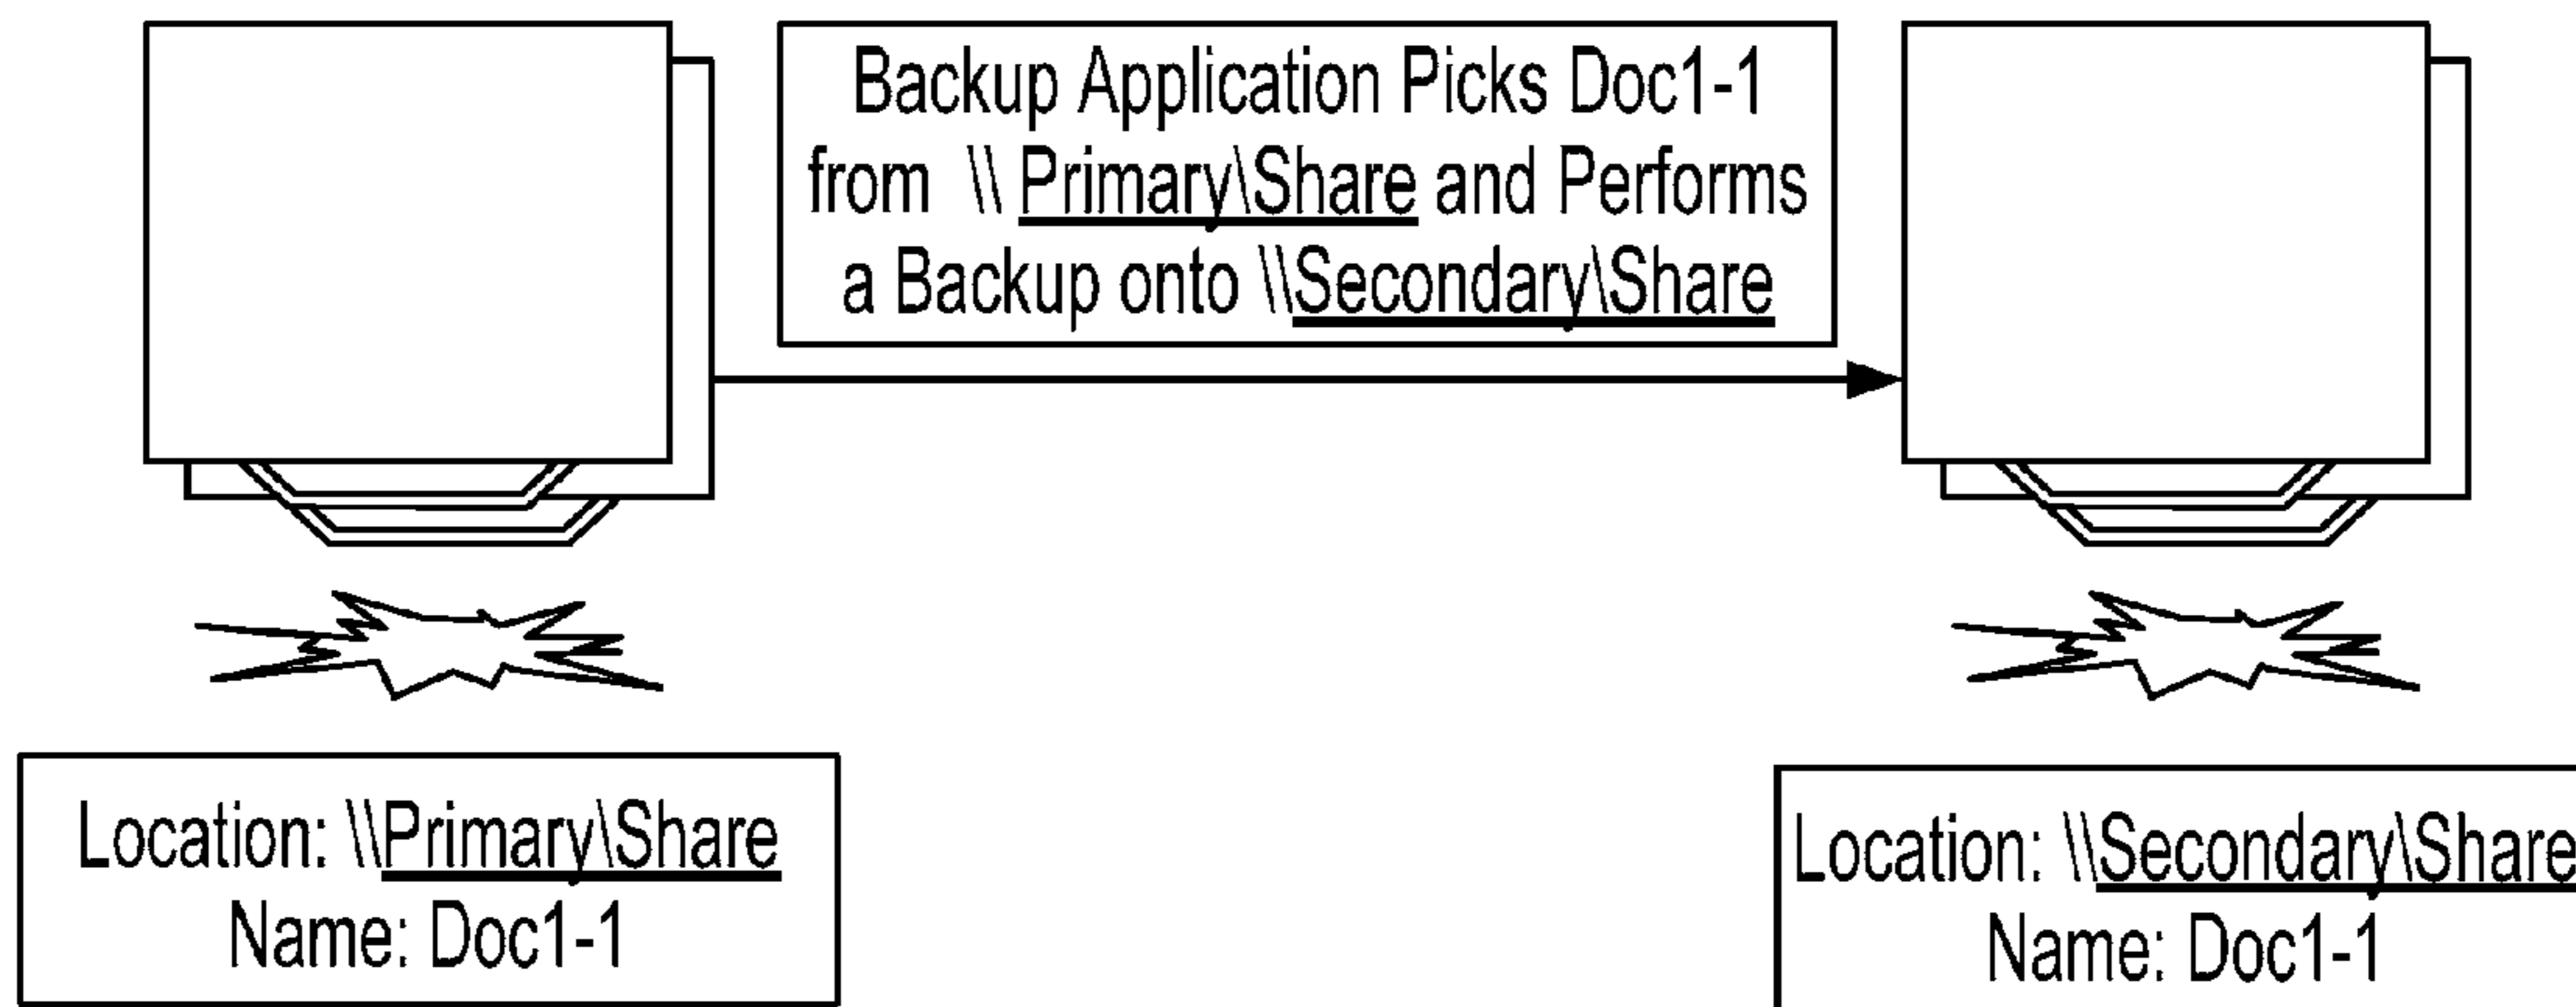 Backup Application Picks Doc1-1
from \\ Primary\Share and Performs
a Backup onto \\Secondary\Share
Location: \\Primary\Share
Name: Doc1-1
Location: \\Secondary\Share
Name: Doc1-1